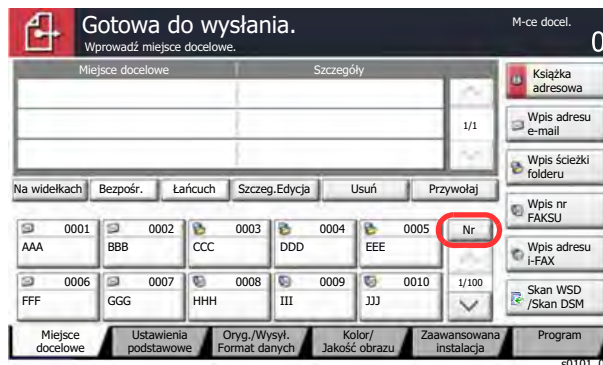 Gotowa do wysłania.
Wprowadź miejsce docelowe.
M-ce docel.
0
Miejsce docelowe
Szczegóły
1/1
Książka
adresowa
Wpis adresu
e-mail
Wpis ścieżki
folderu
Wpis nr
FAKSU
Wpis adresu
i-FAX
Skan WSD
/Skan DSM
Na widełkach
Bezpośr.
Łańcuch
Szczeg.Edycja
Usuń
Przywołaj
0001
AAA
0002
BBB
0003
CCC
0004
DDD
0005
EEE
Nr
0006
FFF
0007
GGG
0008
HHH
0009
III
0010
JJJ
1/100
Miejsce
docelowe
Ustawienia
podstawowe
Oryg./Wysył.
Format danych
Kolor/
Jakość obrazu
Zaawansowana
instalacja
Program